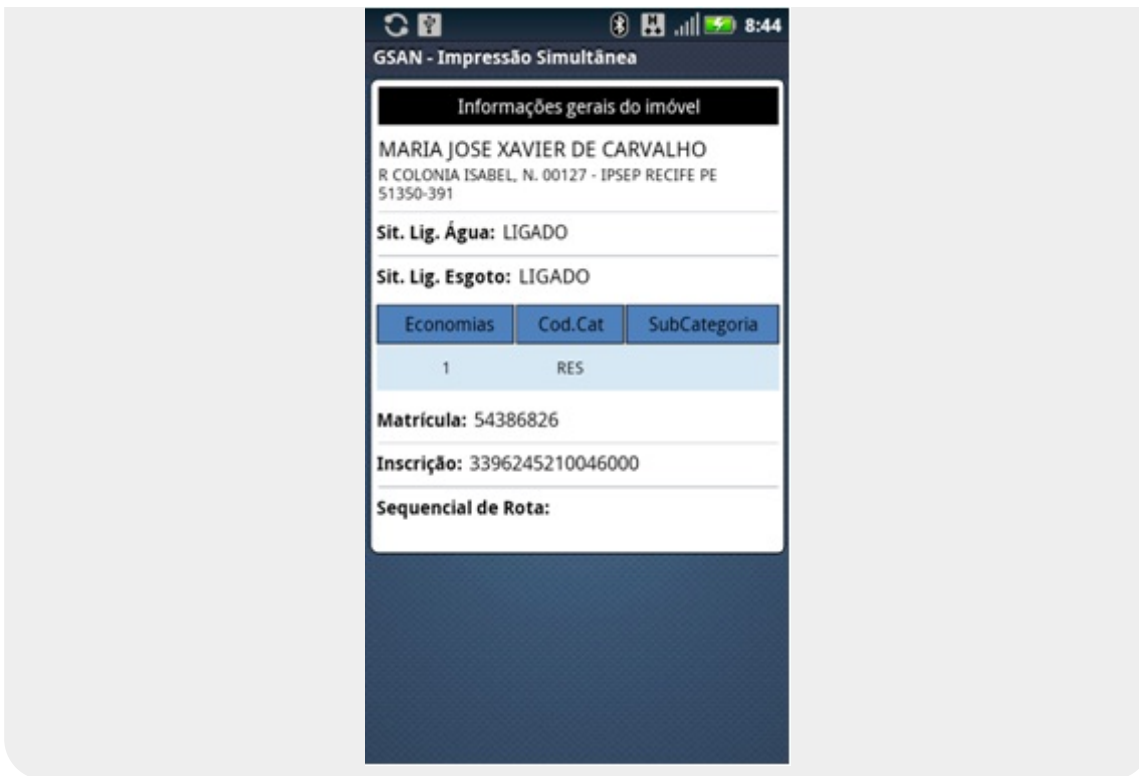 8:44
GSAN - Impressão Simultânea
Informações gerais do imóvel
MARIA JOSE XAVIER DE CARVALHO
R COLONIA ISABEL, N. 00127 - IPSEP RECIFE PE
51350-391
Sit. Lig. Água: LIGADO
Sit. Lig. Esgoto: LIGADO
Economias Cod.Cat SubCategoria
1 RES
Matrícula: 54386826
Inscrição: 3396245210046000
Sequencial de Rota: